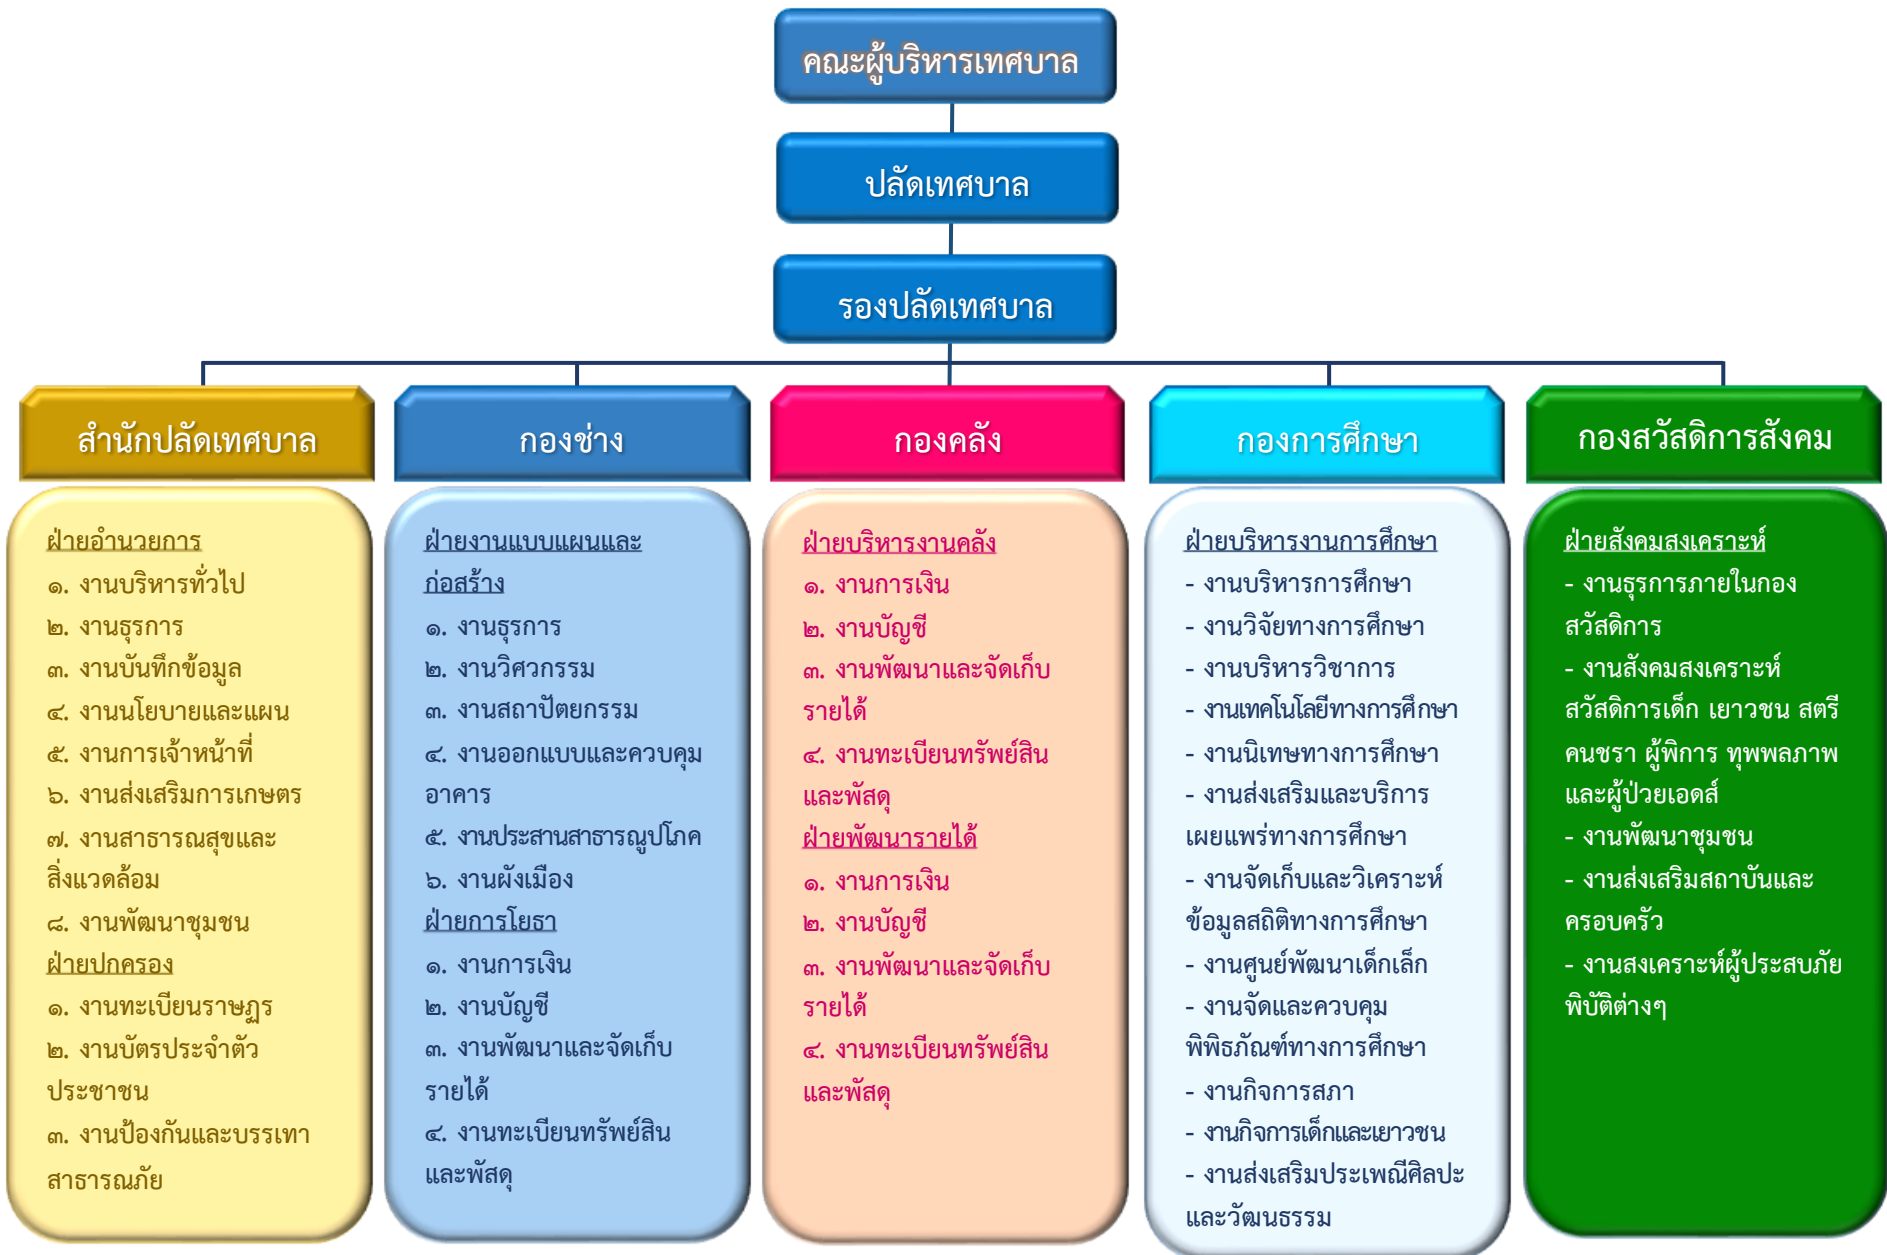 คณะผู้บริหารเทศบาล
ปลัดเทศบาล
รองปลัดเทศบาล
สำนักปลัดเทศบาล
ฝ่ายอำนวยการ
๑. งานบริหารทั่วไป
๒. งานธุรการ
๓. งานบันทึกข้อมูล
๔. งานนโยบายและแผน
๕. งานการเจ้าหน้าที่
๖. งานส่งเสริมการเกษตร
๗. งานสาธารณสุขและ
สิ่งแวดล้อม
๘. งานพัฒนาชุมชน
ฝ่ายปกครอง
๑. งานทะเบียนราษฎร
๒. งานบัตรประจำตัว
ประชาชน
๓. งานป้องกันและบรรเทา
สาธารณภัย
กองช่าง
ฝ่ายงานแบบแผนและ
ก่อสร้าง
๑. งานธุรการ
๒. งานวิศวกรรม
๓. งานสถาปัตยกรรม
๔. งานออกแบบและควบคุม
อาคาร
๕. งานประสานสาธารณูปโภค
๖. งานผังเมือง
ฝ่ายการโยธา
๑. งานการเงิน
๒. งานบัญชี
๓. งานพัฒนาและจัดเก็บ
รายได้
๔. งานทะเบียนทรัพย์สิน
และพัสดุ
กองคลัง
ฝ่ายบริหารงานคลัง
๑. งานการเงิน
๒. งานบัญชี
๓. งานพัฒนาและจัดเก็บ
รายได้
๔. งานทะเบียนทรัพย์สิน
และพัสดุ
ฝ่ายพัฒนารายได้
๑. งานการเงิน
๒. งานบัญชี
๓. งานพัฒนาและจัดเก็บ
รายได้
๔. งานทะเบียนทรัพย์สิน
และพัสดุ
กองการศึกษา
ฝ่ายบริหารงานการศึกษา
- งานบริหารการศึกษา
- งานวิจัยทางการศึกษา
- งานบริหารวิชาการ
- งานเทคโนโลยีทางการศึกษา
- งานนิเทษทางการศึกษา
- งานส่งเสริมและบริการ
เผยแพร่ทางการศึกษา
- งานจัดเก็บและวิเคราะห์
ข้อมูลสถิติทางการศึกษา
- งานศูนย์พัฒนาเด็กเล็ก
- งานจัดและควบคุม
พิพิธภัณฑ์ทางการศึกษา
- งานกิจการสภา
- งานกิจการเด็กและเยาวชน
- งานส่งเสริมประเพณีศิลปะ
และวัฒนธรรม
กองสวัสดิการสังคม
ฝ่ายสังคมสงเคราะห์
- งานธุรการภายในกอง
สวัสดิการ
- งานสังคมสงเคราะห์
สวัสดิการเด็ก เยาวชน สตรี
คนชรา ผู้พิการ ทุพพลภาพ
และผู้ป่วยเอดส์
- งานพัฒนาชุมชน
- งานส่งเสริมสถาบันและ
ครอบครัว
- งานสงเคราะห์ผู้ประสบภัย
พิบัติต่างๆ